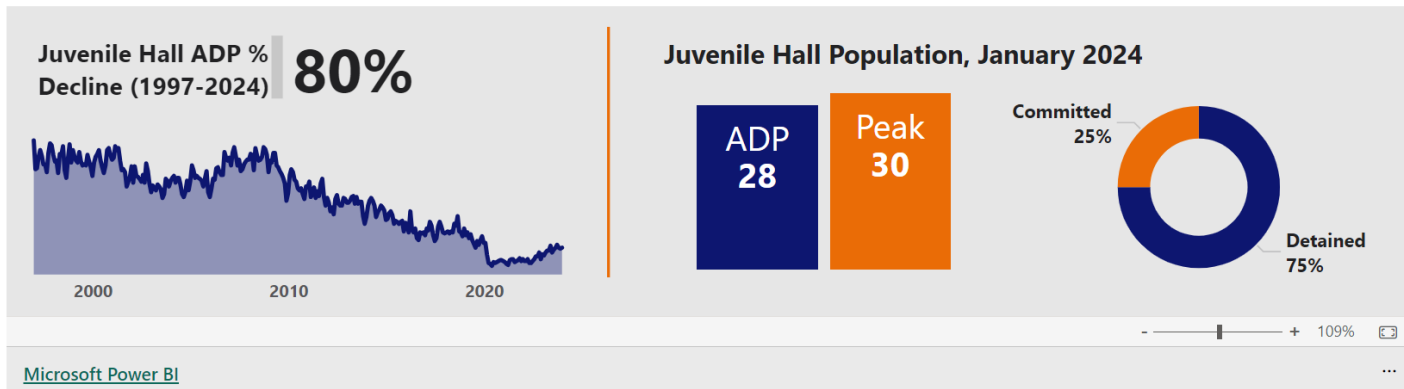 Juvenile Hall ADP %
Decline (1997-2024)
80%
2000
2010
2020
Juvenile Hall Population, January 2024
ADP
28
Peak
30
Committed
25%
Detained
75%
- + 109%
Microsoft Power BI
...